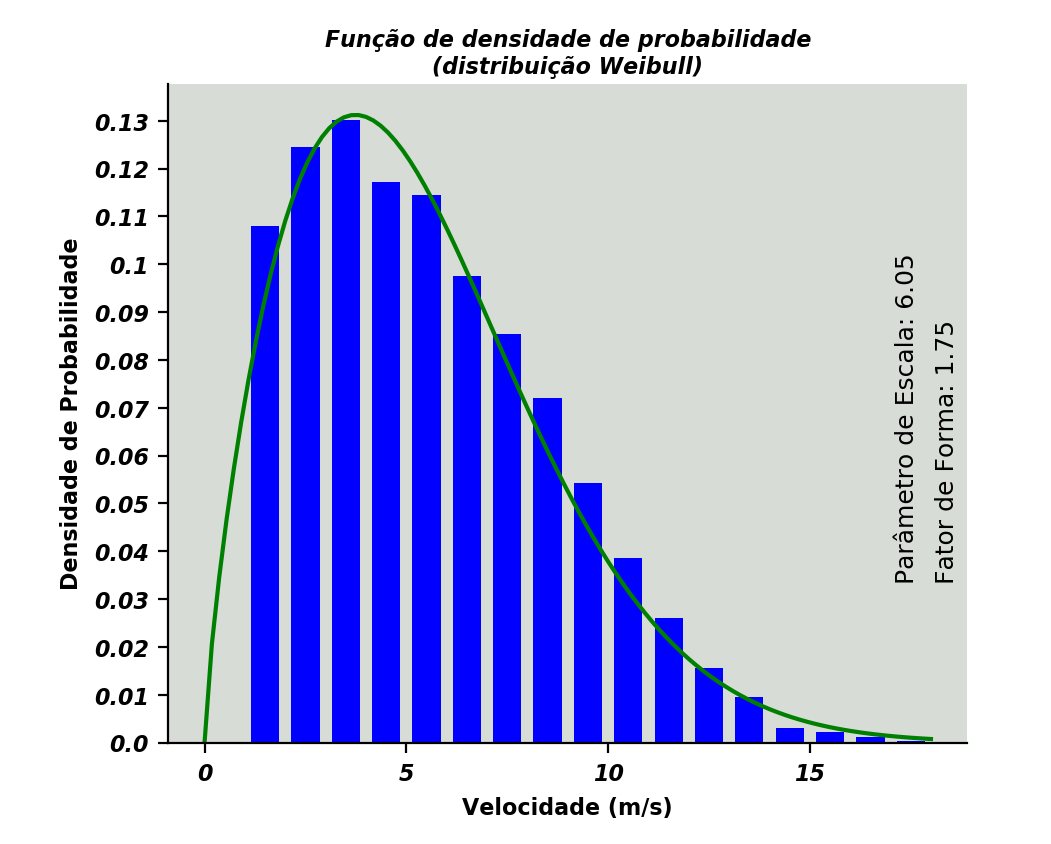 Função de densidade de probabilidade
(distribuição Weibull)
Densidade de Probabilidade
0.13
0.12
0.11
0.1
0.09
0.08
0.07
0.06
0.05
0.04
0.03
0.02
0.01
0.0
Parâmetro de Escala: 6.05
Fator de Forma: 1.75
0 5 10 15
Velocidade (m/s)